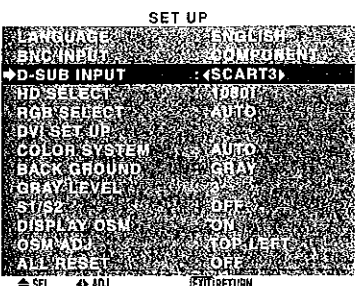 SET UP
LANGUAGE : ENGLISH
BNC INPUT : COMPONENT
➡D-SUB INPUT : ◀SCART3▶
HD SELECT : 1080I
RGB SELECT : AUTO
DVI SET UP
COLOR SYSTEM : AUTO
BACK GROUND : GRAY
GRAY LEVEL : 3
S1/S2 : OFF
DISPLAY OSM : ON
OSM ADJ : TOP LEFT
ALL RESET : OFF
SEL. ADJ. EXIT RETURN